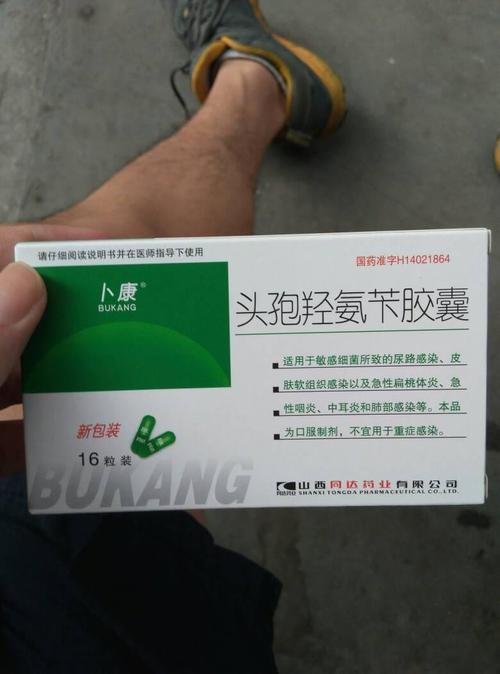 请仔细阅读说明书并在医师指导下使用
国药准字H14021864
卜康®
BUKANG
头孢羟氨苄胶囊
适用于敏感细菌所致的尿路感染、皮
肤软组织感染以及急性扁桃体炎、急
性咽炎、中耳炎和肺部感染等。本品
为口服制剂，不宜用于重症感染。
新包装
16粒装
BUKANG
山西同达药业有限公司
SHANXI TONGDA PHARMACEUTICAL CO.,LTD.